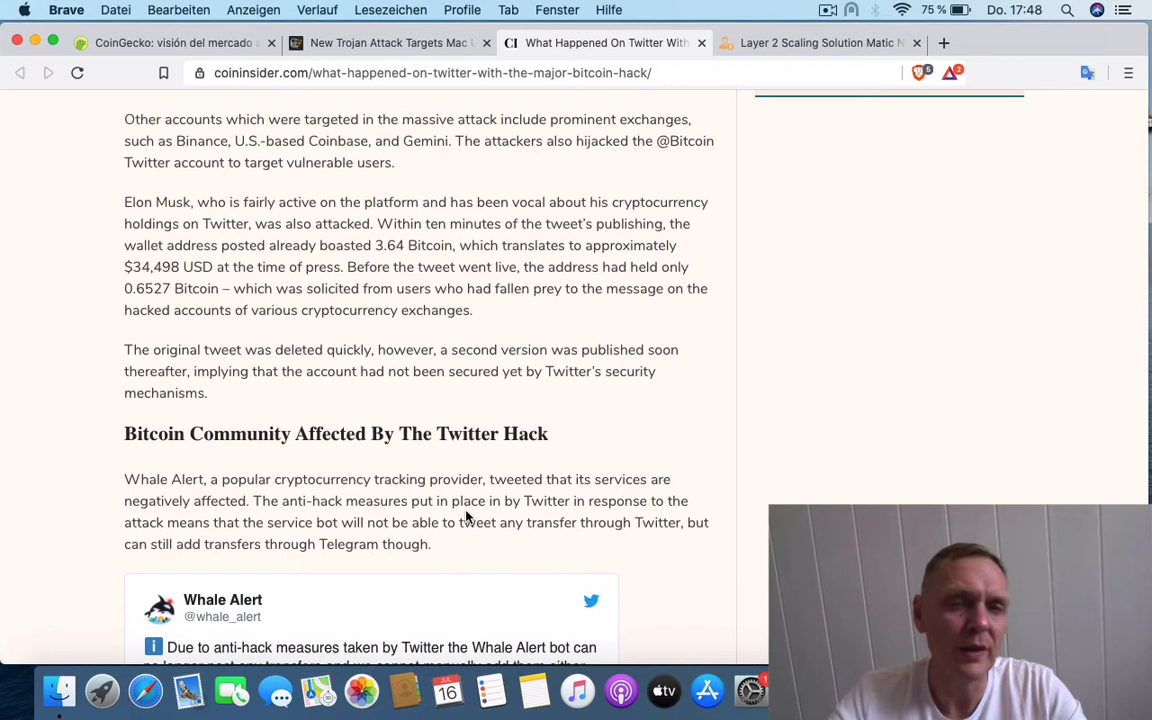 Brave Datei Bearbeiten Anzeigen Verlauf Lesezeichen Profile Tab Fenster Hilfe 75 % Do. 17:48
CoinGecko: visión del mercado New Trojan Attack Targets Mac CI What Happened On Twitter With Layer 2 Scaling Solution Matic N
coininsider.com/what-happened-on-twitter-with-the-major-bitcoin-hack/ 5 2
Other accounts which were targeted in the massive attack include prominent exchanges,
such as Binance, U.S.-based Coinbase, and Gemini. The attackers also hijacked the @Bitcoin
Twitter account to target vulnerable users.
Elon Musk, who is fairly active on the platform and has been vocal about his cryptocurrency
holdings on Twitter, was also attacked. Within ten minutes of the tweet's publishing, the
wallet address posted already boasted 3.64 Bitcoin, which translates to approximately
$34,498 USD at the time of press. Before the tweet went live, the address had held only
0.6527 Bitcoin – which was solicited from users who had fallen prey to the message on the
hacked accounts of various cryptocurrency exchanges.
The original tweet was deleted quickly, however, a second version was published soon
thereafter, implying that the account had not been secured yet by Twitter's security
mechanisms.
Bitcoin Community Affected By The Twitter Hack
Whale Alert, a popular cryptocurrency tracking provider, tweeted that its services are
negatively affected. The anti-hack measures put in place in by Twitter in response to the
attack means that the service bot will not be able to tweet any transfer through Twitter, but
can still add transfers through Telegram though.
Whale Alert
@whale_alert
Due to anti-hack measures taken by Twitter the Whale Alert bot can
JUL
16
tv
1